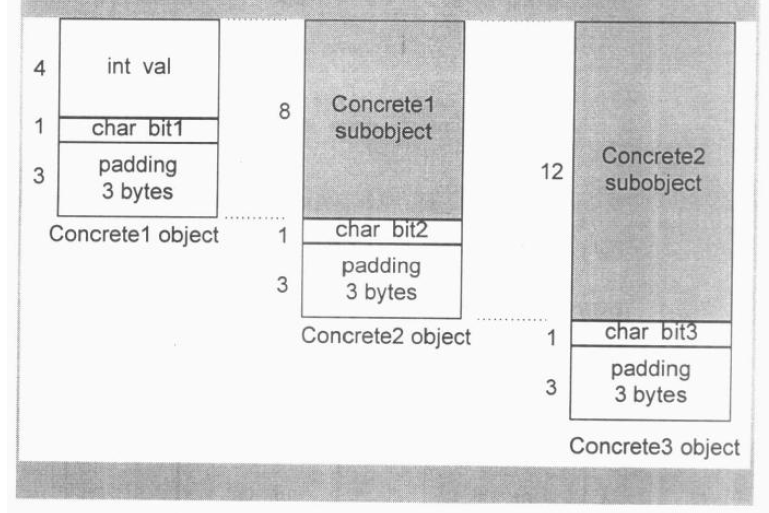 4
int val
1
char bit1
3
padding
3 bytes
Concrete1 object
8
Concrete1
subobject
1
char bit2
3
padding
3 bytes
Concrete2 object
12
Concrete2
subobject
1
char bit3
3
padding
3 bytes
Concrete3 object